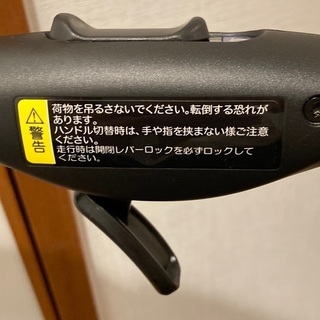 警告
荷物を吊るさないでください。転倒する恐れが
あります。
ハンドル切替時は、手や指を挟まない様ご注意
ください。
走行時は開閉レバーロックを必ずロックして
ください。